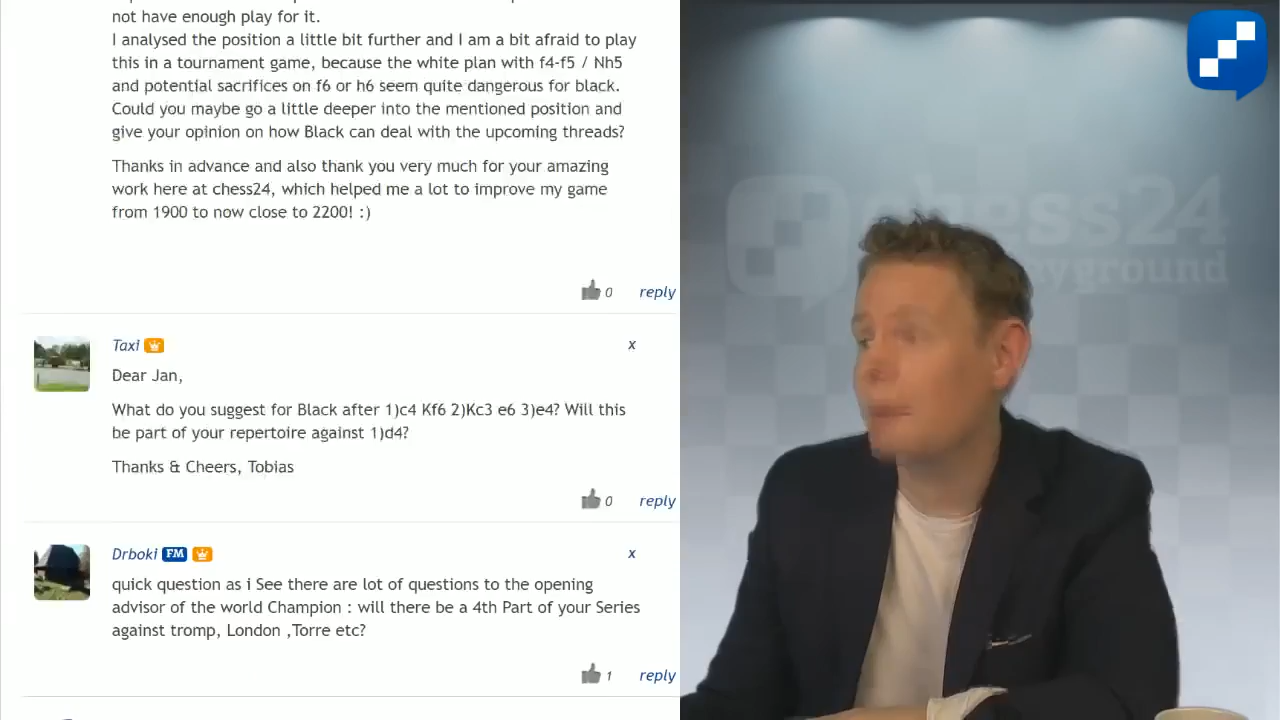 not have enough play for it.
I analysed the position a little bit further and I am a bit afraid to play
this in a tournament game, because the white plan with f4-f5 / Nh5
and potential sacrifices on f6 or h6 seem quite dangerous for black.
Could you maybe go a little deeper into the mentioned position and
give your opinion on how Black can deal with the upcoming threads?
Thanks in advance and also thank you very much for your amazing
work here at chess24, which helped me a lot to improve my game
from 1900 to now close to 2200! :)
0 reply
Taxi x
Dear Jan,
What do you suggest for Black after 1)c4 Kf6 2)Kc3 e6 3)e4? Will this
be part of your repertoire against 1)d4?
Thanks & Cheers, Tobias
0 reply
Drboki FM x
quick question as i See there are lot of questions to the opening
advisor of the world Champion : will there be a 4th Part of your Series
against tromp, London ,Torre etc?
1 reply
chess24